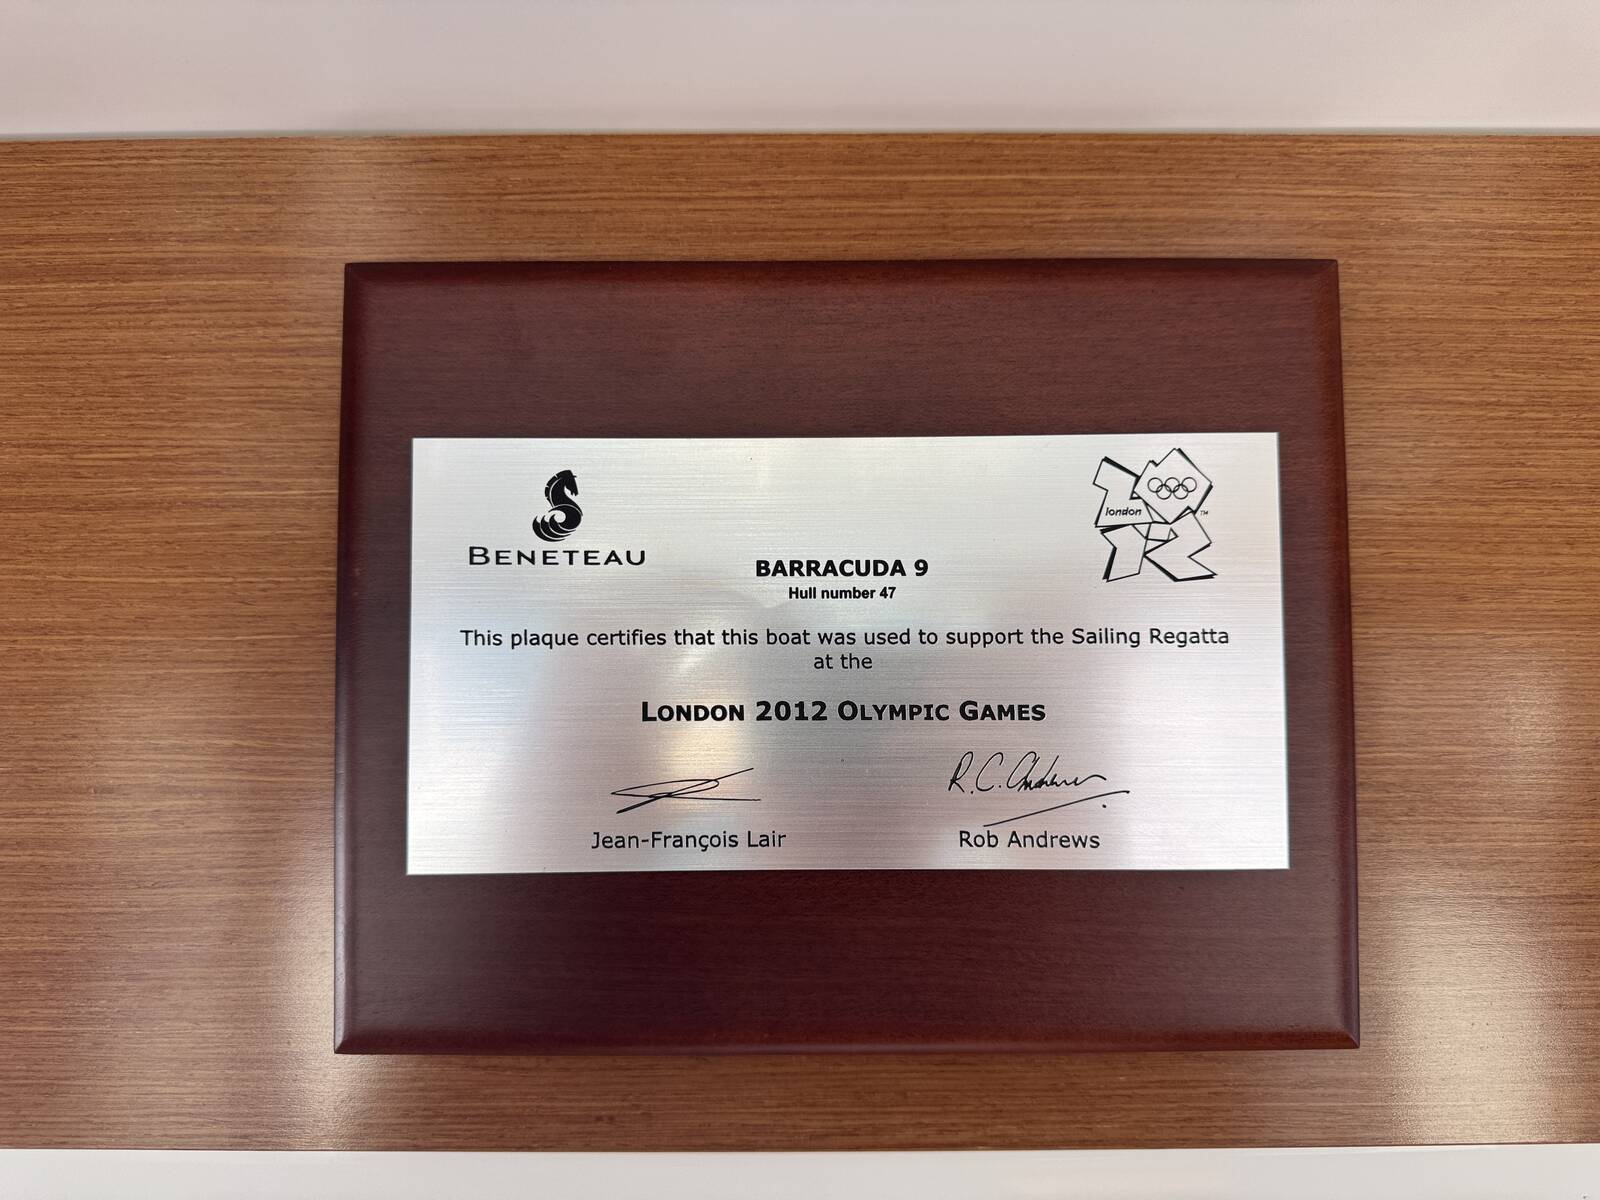 BENETEAU
london
TM
BARRACUDA 9
Hull number 47
This plaque certifies that this boat was used to support the Sailing Regatta
at the
LONDON 2012 OLYMPIC GAMES
R.C. Andrews
Jean-François Lair
Rob Andrews